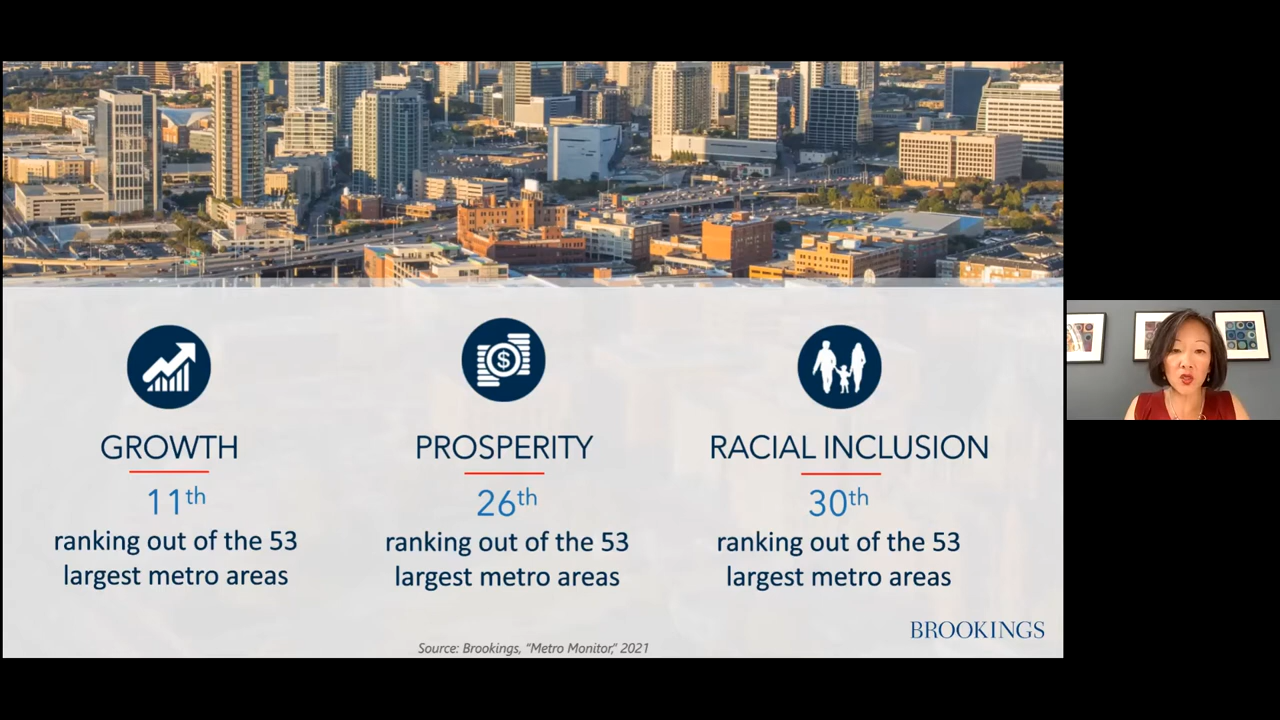 GROWTH
11th
ranking out of the 53
largest metro areas
PROSPERITY
26th
ranking out of the 53
largest metro areas
RACIAL INCLUSION
30th
ranking out of the 53
largest metro areas
BROOKINGS
Source: Brookings, "Metro Monitor," 2021